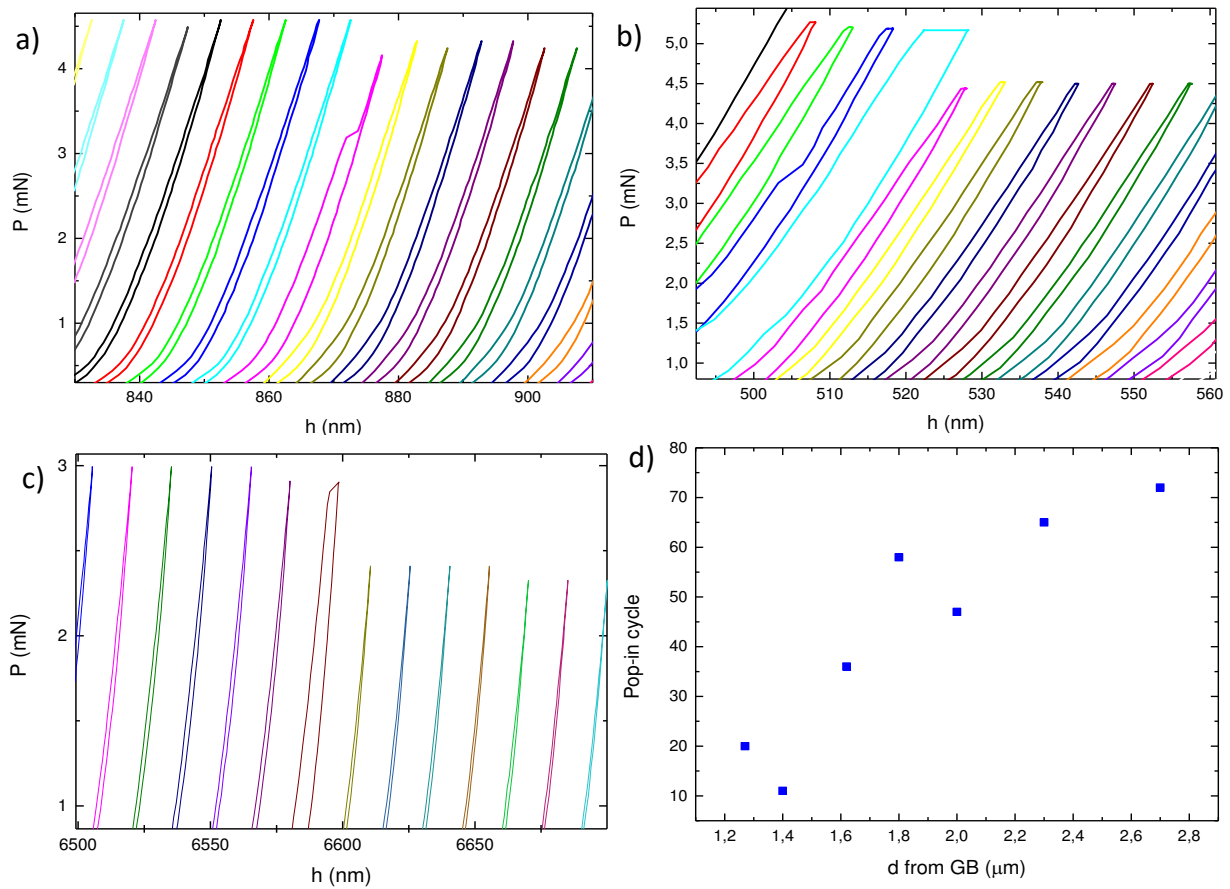 a)
4
3
2
1
P (mN)
840 860 880 900
h (nm)
b)
5,0
4,5
4,0
3,5
3,0
2,5
2,0
1,5
1,0
P (mN)
500 510 520 530 540 550 560
h (nm)
c)
3
2
1
P (mN)
6500 6550 6600 6650
h (nm)
d)
80
70
60
50
40
30
20
10
Pop-in cycle
1,2 1,4 1,6 1,8 2,0 2,2 2,4 2,6 2,8
d from GB (μm)